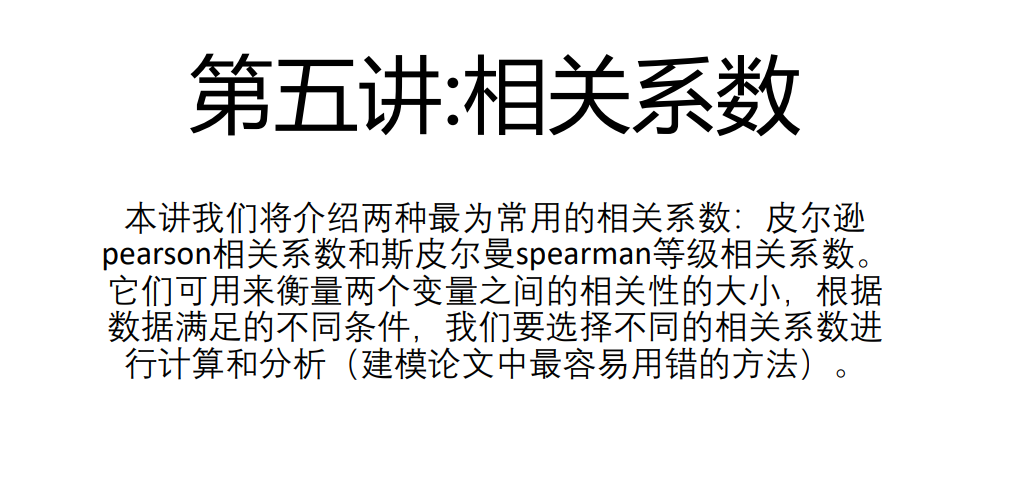 第五讲:相关系数
本讲我们将介绍两种最为常用的相关系数：皮尔逊
pearson相关系数和斯皮尔曼spearman等级相关系数。
它们可用来衡量两个变量之间的相关性的大小，根据
数据满足的不同条件，我们要选择不同的相关系数进
行计算和分析（建模论文中最容易用错的方法）。